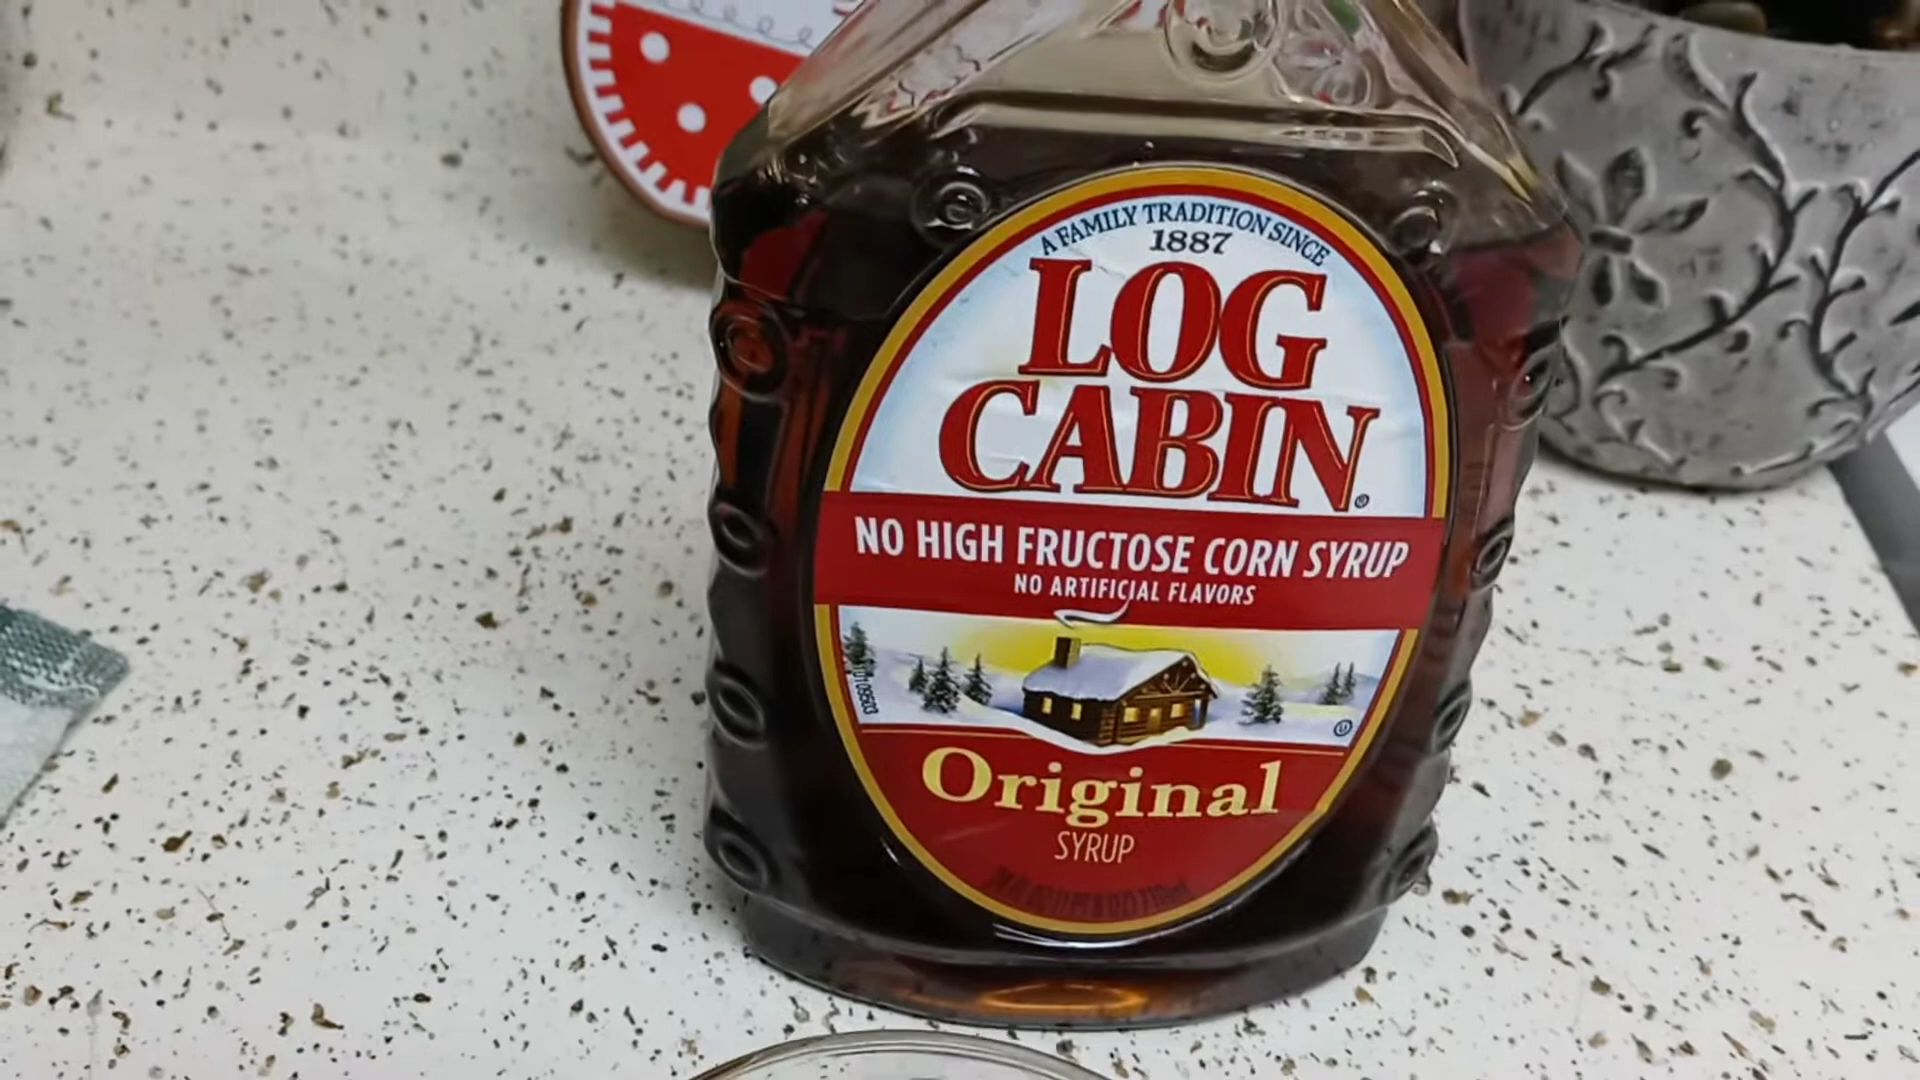 A FAMILY TRADITION SINCE
1887
LOG
CABIN®
NO HIGH FRUCTOSE CORN SYRUP
NO ARTIFICIAL FLAVORS
Original
SYRUP